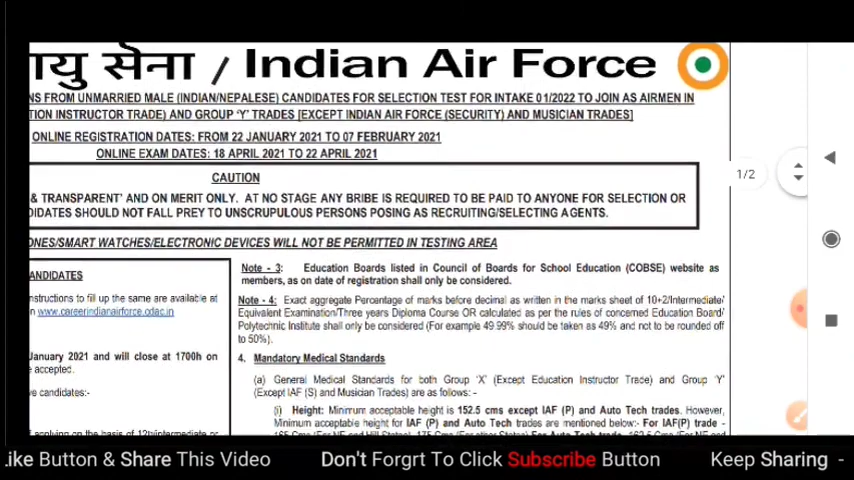 वायु सेना / Indian Air Force
NS FROM UNMARRIED MALE (INDIAN/NEPALESE) CANDIDATES FOR SELECTION TEST FOR INTAKE 01/2022 TO JOIN AS AIRMEN IN
TION INSTRUCTOR TRADE) AND GROUP ‘Y’ TRADES [EXCEPT INDIAN AIR FORCE (SECURITY) AND MUSICIAN TRADES]
ONLINE REGISTRATION DATES: FROM 22 JANUARY 2021 TO 07 FEBRUARY 2021
ONLINE EXAM DATES: 18 APRIL 2021 TO 22 APRIL 2021
CAUTION
& TRANSPARENT’ AND ON MERIT ONLY. AT NO STAGE ANY BRIBE IS REQUIRED TO BE PAID TO ANYONE FOR SELECTION OR
DIDATES SHOULD NOT FALL PREY TO UNSCRUPULOUS PERSONS POSING AS RECRUITING/SELECTING AGENTS.
ONES/SMART WATCHES/ELECTRONIC DEVICES WILL NOT BE PERMITTED IN TESTING AREA
1/2
ANDIDATES
nstructions to fill up the same are available at
n www.careerindianairforce.cdac.in
January 2021 and will close at 1700h on
e accepted.
ve candidates:-
f applying on the basis of 12th/intermediate or
Note - 3: Education Boards listed in Council of Boards for School Education (COBSE) website as
members, as on date of registration shall only be considered.
Note - 4: Exact aggregate Percentage of marks before decimal as written in the marks sheet of 10+2/Intermediate/
Equivalent Examination/Three years Diploma Course OR calculated as per the rules of concerned Education Board/
Polytechnic Institute shall only be considered (For example 49.99% should be taken as 49% and not to be rounded off
to 50%).
4. Mandatory Medical Standards
(a) General Medical Standards for both Group ‘X’ (Except Education Instructor Trade) and Group ‘Y’
(Except IAF (S) and Musician Trades) are as follows: -
(i) Height: Minimum acceptable height is 152.5 cms except IAF (P) and Auto Tech trades. However,
Minimum acceptable height for IAF (P) and Auto Tech trades are mentioned below:- For IAF(P) trade -
ike Button & Share This Video Don't Forgrt To Click Subscribe Button Keep Sharing -